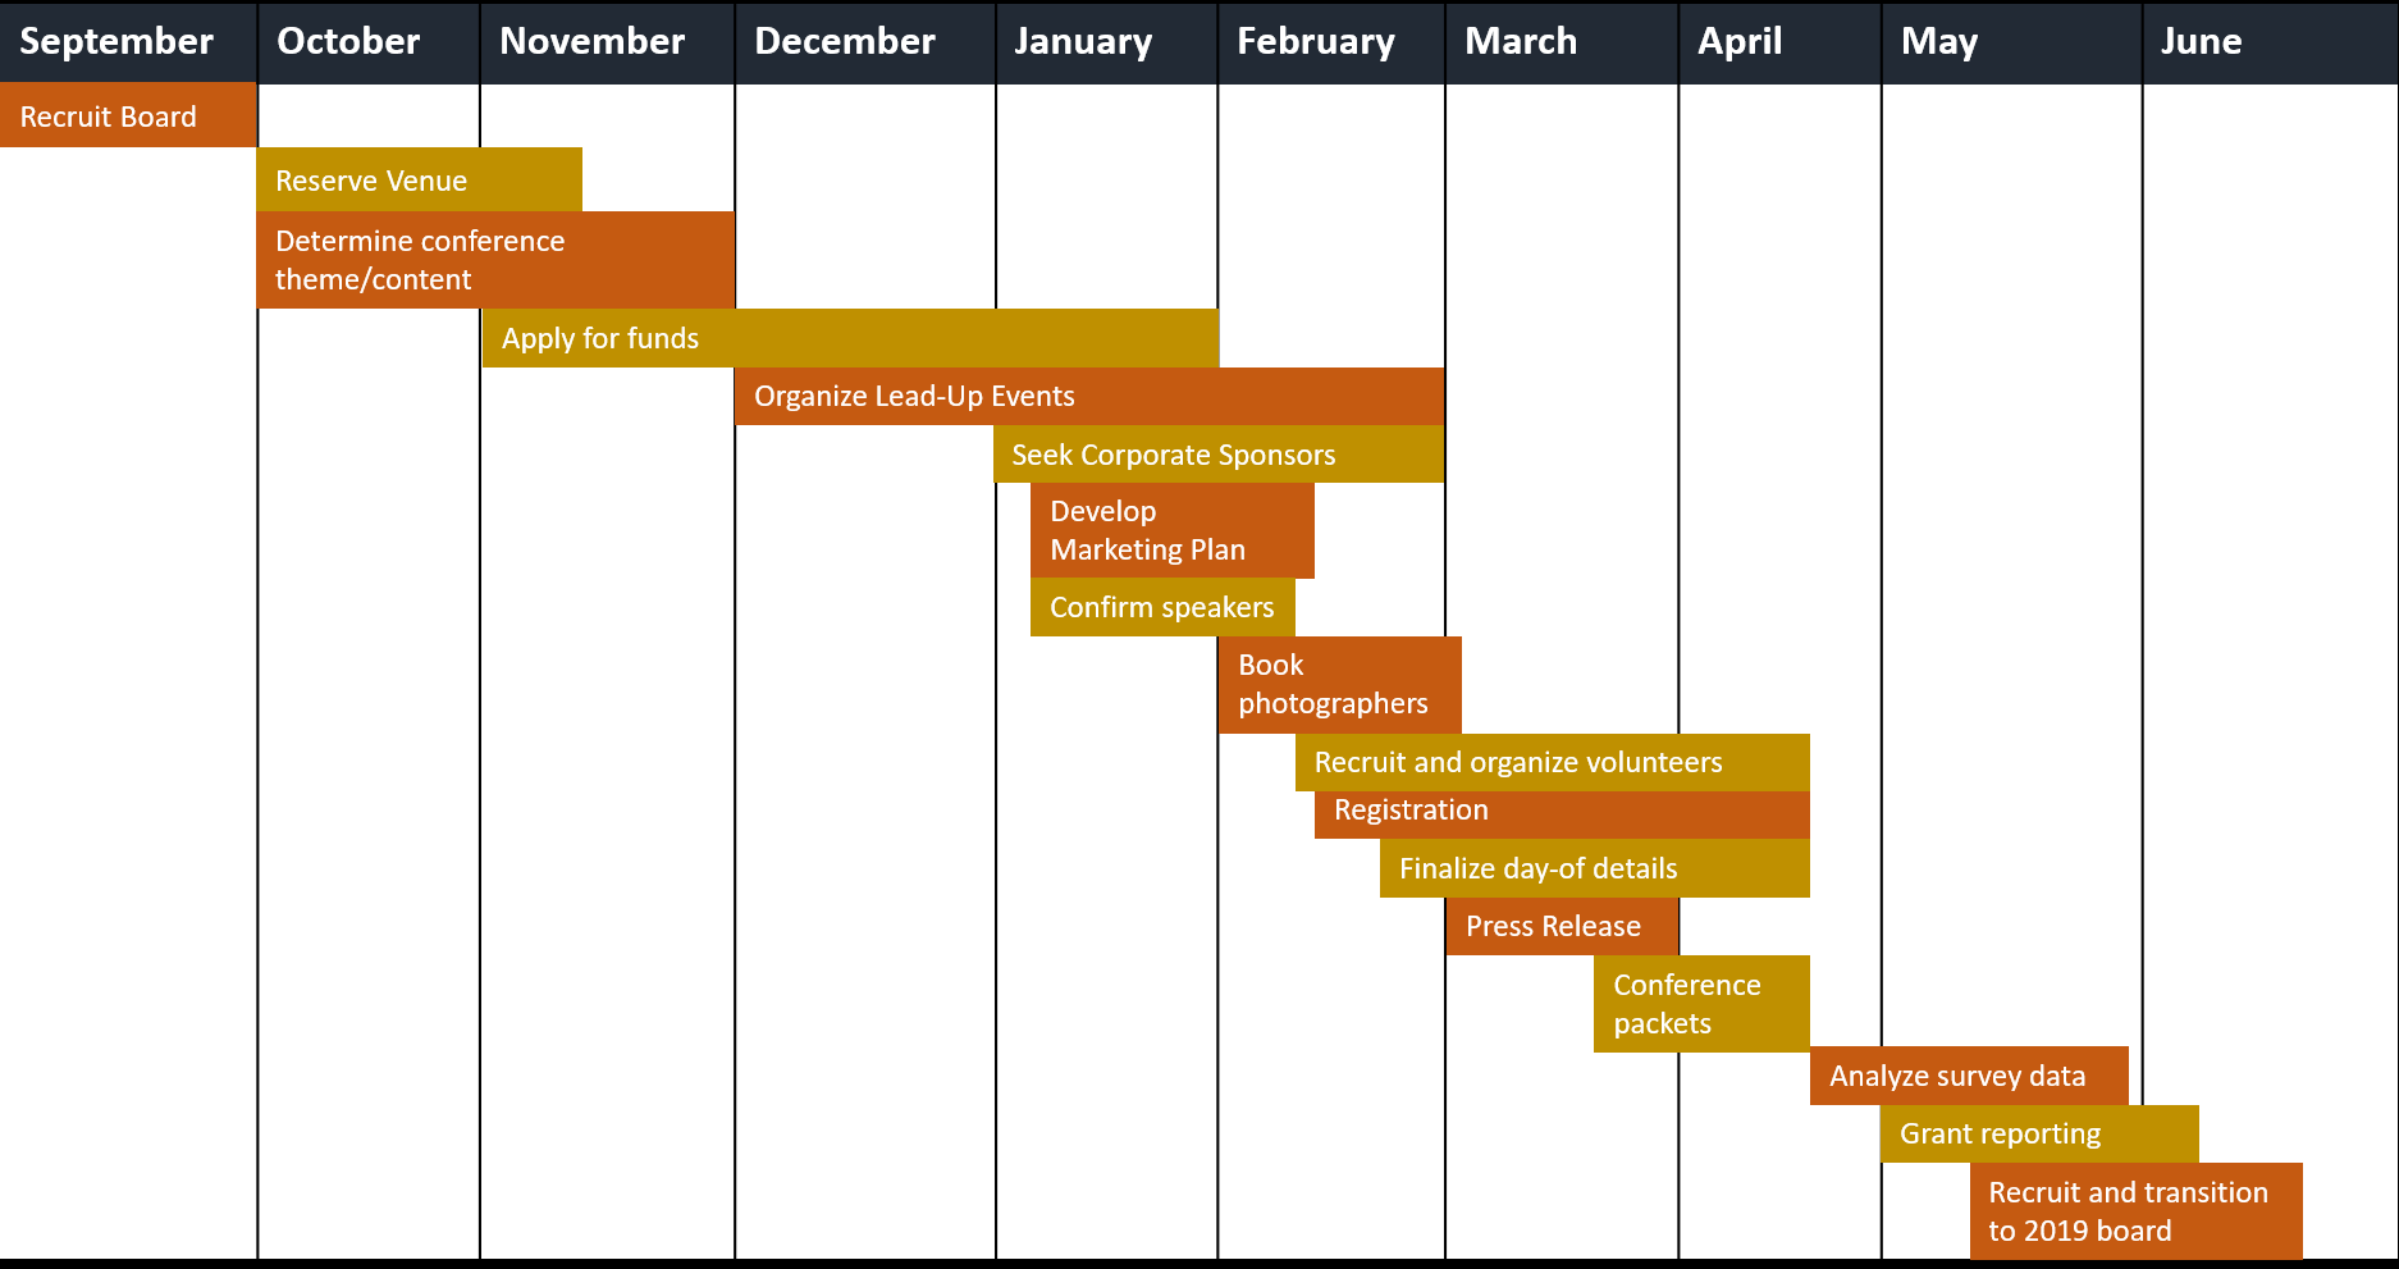 September
October
November
December
January
February
March
April
May
June
Recruit Board
Reserve Venue
Determine conference
theme/content
Apply for funds
Organize Lead-Up Events
Seek Corporate Sponsors
Develop
Marketing Plan
Confirm speakers
Book
photographers
Recruit and organize volunteers
Registration
Finalize day-of details
Press Release
Conference
packets
Analyze survey data
Grant reporting
Recruit and transition
to 2019 board